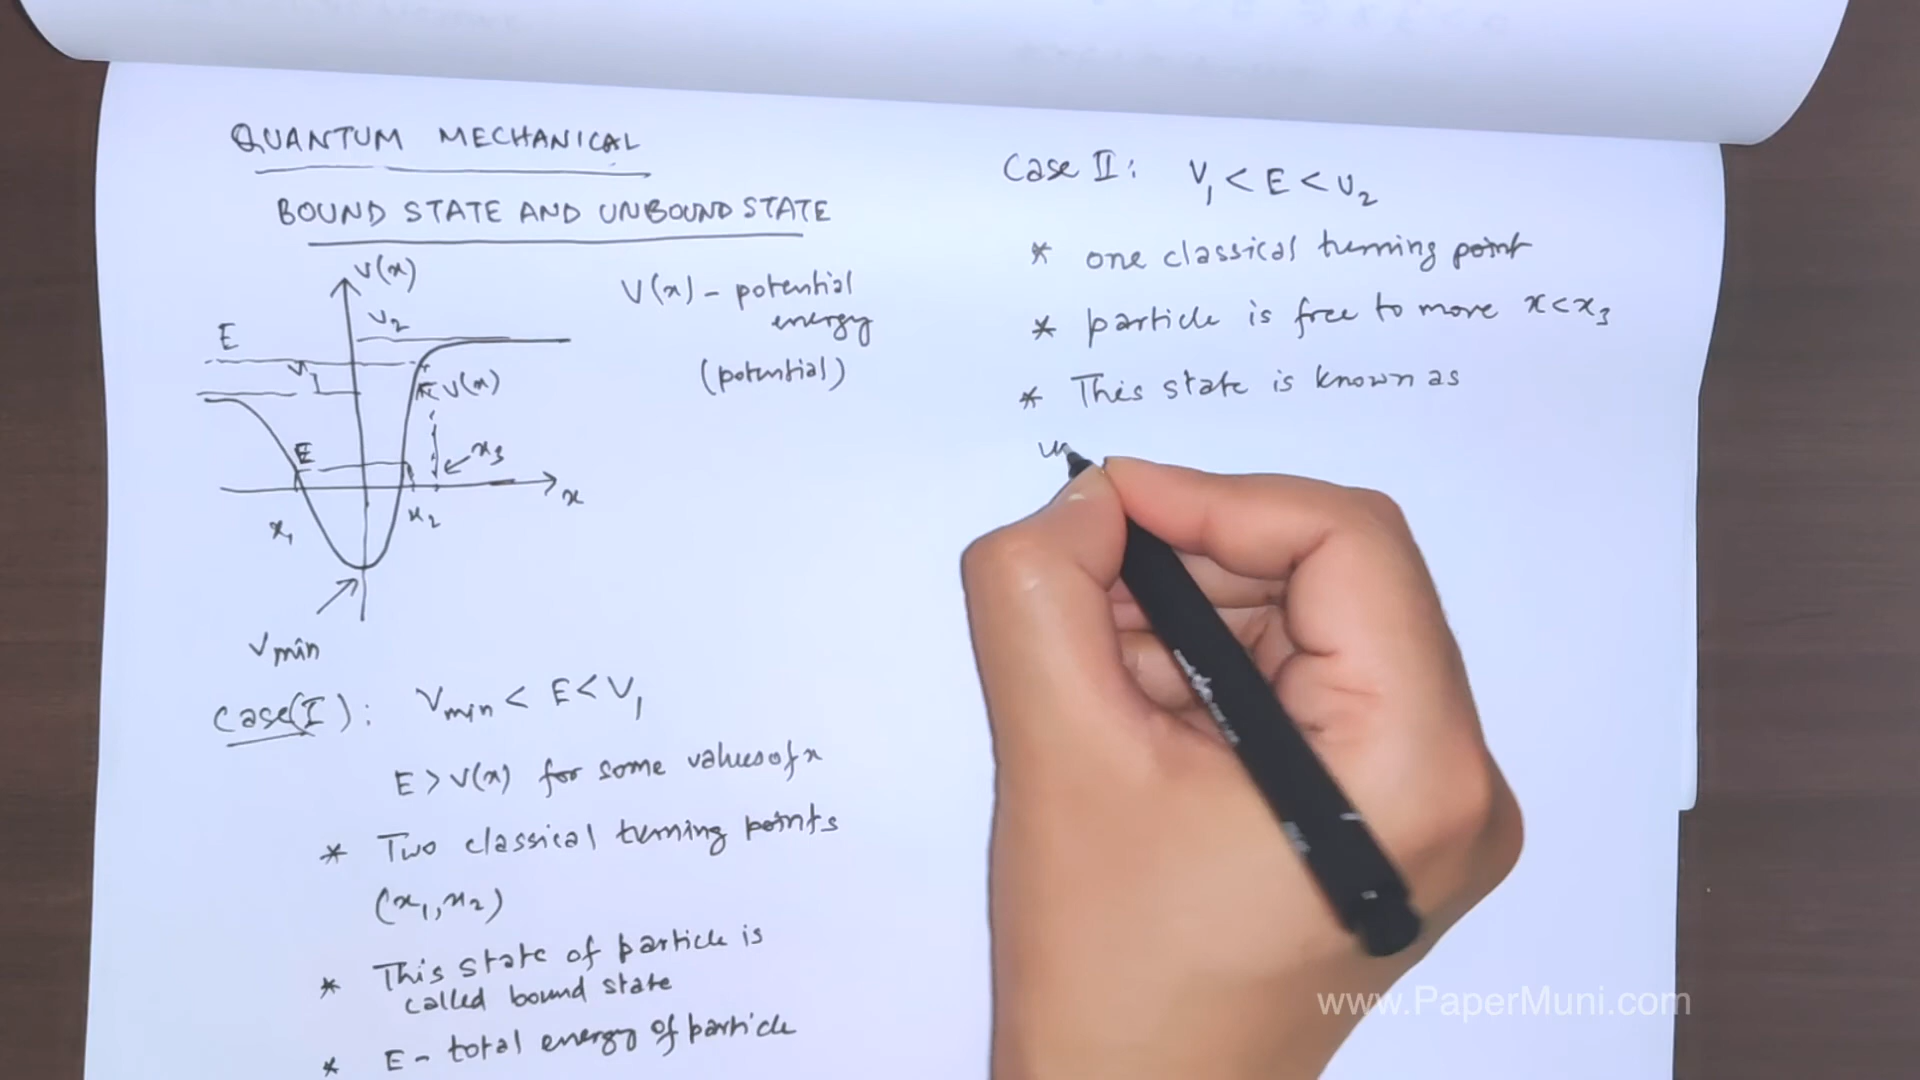 QUANTUM MECHANICAL
BOUND STATE AND UNBOUND STATE
V(x)
V2
E
V1
V(x)
E
x3
x
x1
x2
Vmin
V(x) - potential
energy
(potential)
Case(I): Vmin < E < V1
E > V(x) for some values of x
* Two classical turning points
(x1, x2)
* This state of particle is
called bound state
* E - total energy of particle
Case II: V1 < E < V2
* one classical turning point
* particle is free to move x < x3
* This state is known as
www.PaperMuni.com